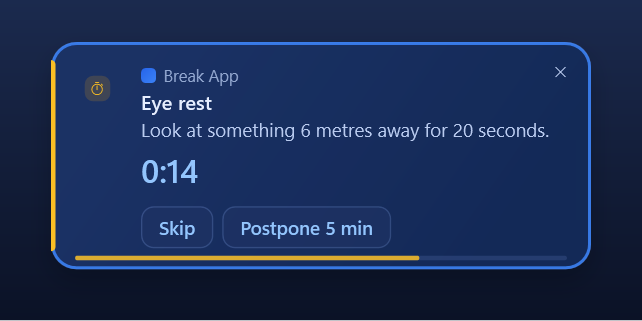 Break App
Eye rest
Look at something 6 metres away for 20 seconds.
0:14
Skip
Postpone 5 min